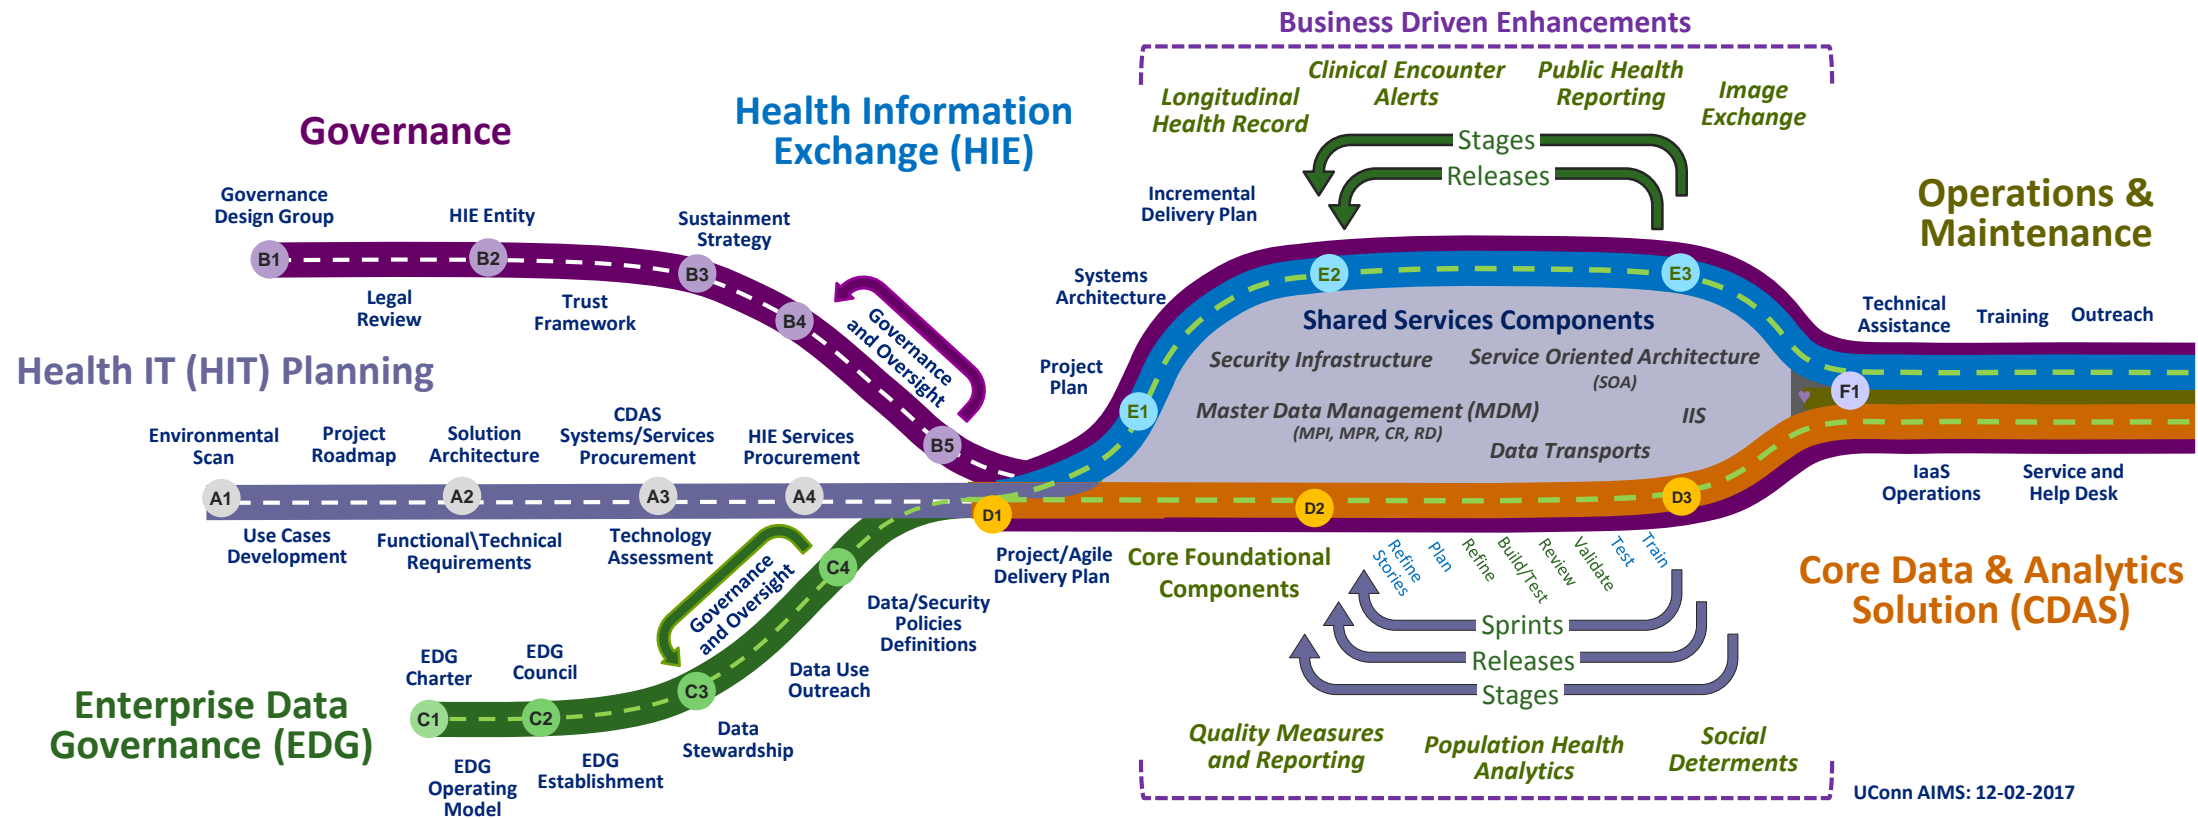 Business Driven Enhancements
Longitudinal
Health Record
Clinical Encounter
Alerts
Public Health
Reporting
Image
Exchange
Stages
Releases
Governance
Health Information
Exchange (HIE)
Operations &
Maintenance
Governance
Design Group
HIE Entity
Sustainment
Strategy
Legal
Review
Trust
Framework
B1
B2
B3
B4
B5
Governance
and Oversight
Incremental
Delivery Plan
Systems
Architecture
Project
Plan
E1
E2
E3
Shared Services Components
Security Infrastructure
Service Oriented Architecture
(SOA)
Master Data Management (MDM)
(MPI, MPR, CR, RD)
IIS
Data Transports
Technical
Assistance
Training
Outreach
F1
IaaS
Operations
Service and
Help Desk
Health IT (HIT) Planning
Environmental
Scan
Project
Roadmap
Solution
Architecture
CDAS
Systems/Services
Procurement
HIE Services
Procurement
A1
A2
A3
A4
Use Cases
Development
Functional\Technical
Requirements
Technology
Assessment
D1
D2
D3
Project/Agile
Delivery Plan
Core Foundational
Components
Refine
Stories
Plan
Refine
Build/Test
Review
Validate
Test
Train
Sprints
Releases
Stages
Core Data & Analytics
Solution (CDAS)
Governance
and Oversight
Enterprise Data
Governance (EDG)
EDG
Charter
EDG
Council
C1
C2
C3
C4
EDG
Operating
Model
EDG
Establishment
Data
Stewardship
Data Use
Outreach
Data/Security
Policies
Definitions
Quality Measures
and Reporting
Population Health
Analytics
Social
Determents
UConn AIMS: 12-02-2017